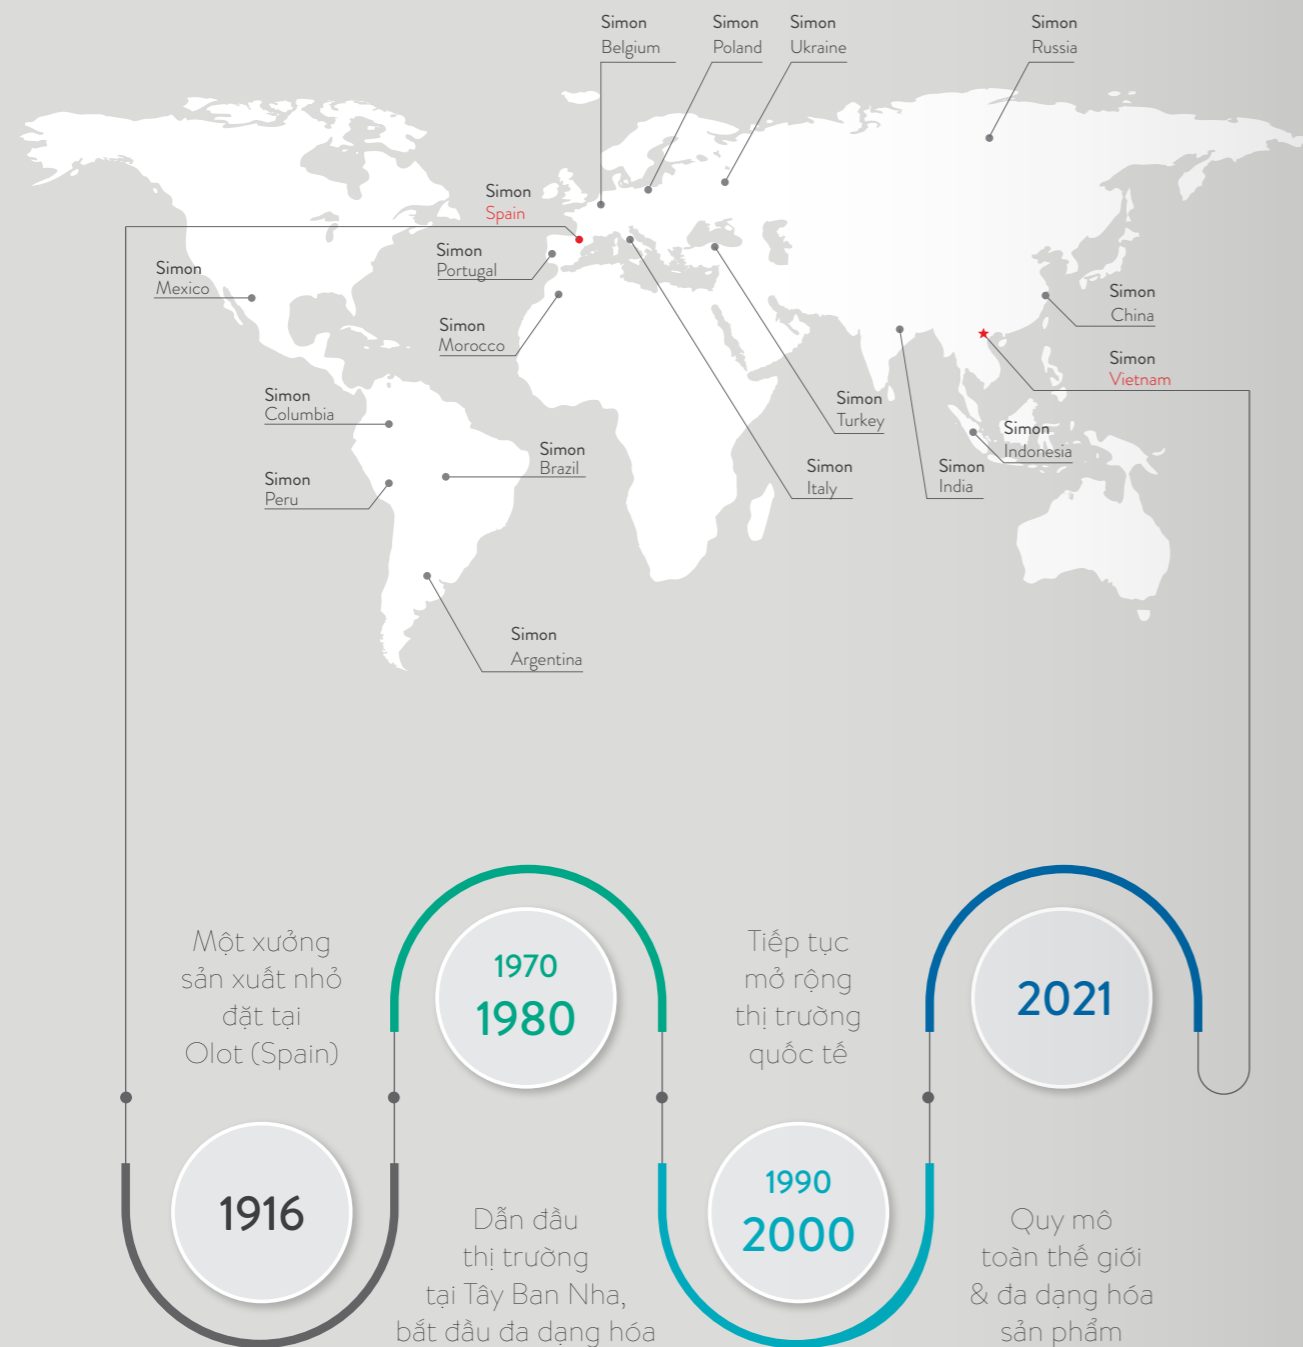 Simon
Belgium
Simon
Poland
Simon
Ukraine
Simon
Russia
Simon
Spain
Simon
Portugal
Simon
Mexico
Simon
Morocco
Simon
China
Simon
Vietnam
Simon
Columbia
Simon
Turkey
Simon
Indonesia
Simon
Brazil
Simon
Italy
Simon
India
Simon
Peru
Simon
Argentina
Một xưởng
sản xuất nhỏ
đặt tại
Olot (Spain)
1916
1970
1980
Dẫn đầu
thị trường
tại Tây Ban Nha,
bắt đầu đa dạng hóa
Tiếp tục
mở rộng
thị trường
quốc tế
1990
2000
2021
Quy mô
toàn thế giới
& đa dạng hóa
sản phẩm